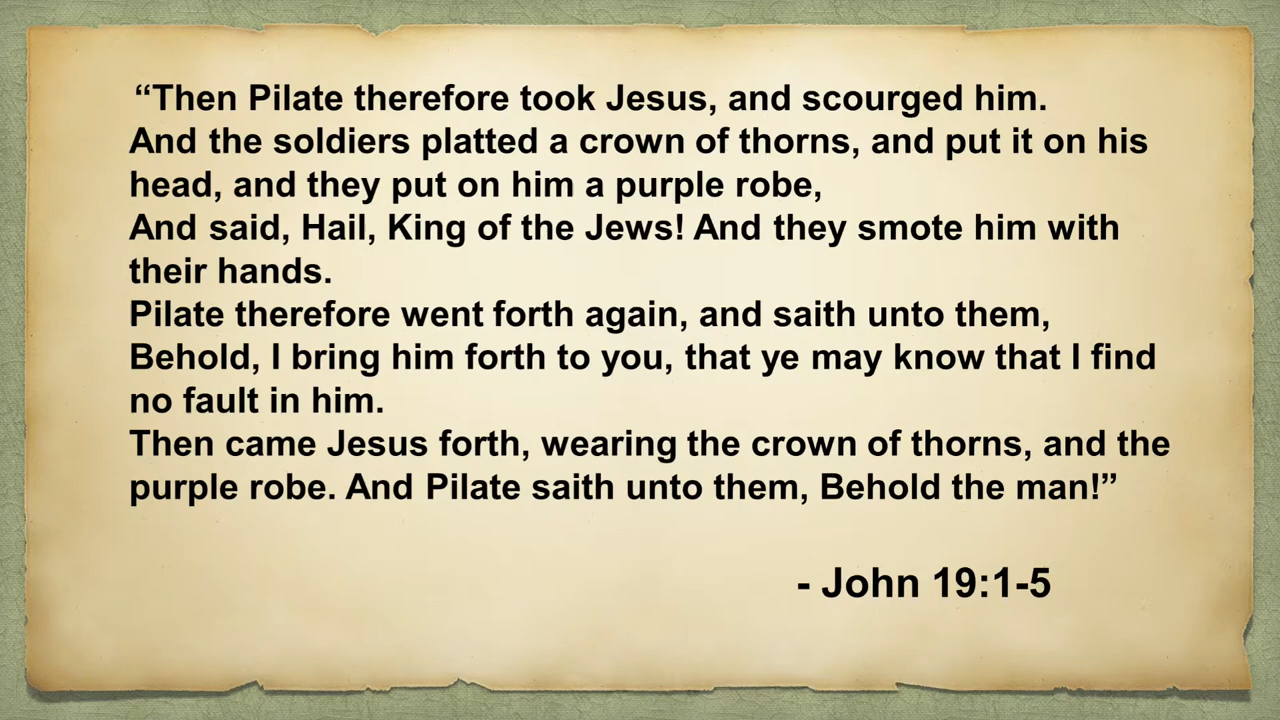 “Then Pilate therefore took Jesus, and scourged him.
And the soldiers platted a crown of thorns, and put it on his
head, and they put on him a purple robe,
And said, Hail, King of the Jews! And they smote him with
their hands.
Pilate therefore went forth again, and saith unto them,
Behold, I bring him forth to you, that ye may know that I find
no fault in him.
Then came Jesus forth, wearing the crown of thorns, and the
purple robe. And Pilate saith unto them, Behold the man!”
- John 19:1-5